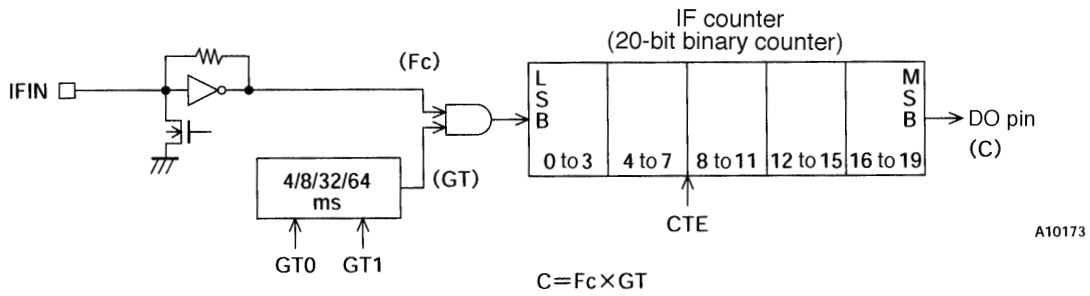 IF counter
(20-bit binary counter)
IFIN
(Fc)
L
S
B
M
S
B
DO pin
(C)
0 to 3
4 to 7
8 to 11
12 to 15
16 to 19
4/8/32/64
ms
(GT)
CTE
GT0
GT1
A10173
C=Fc×GT